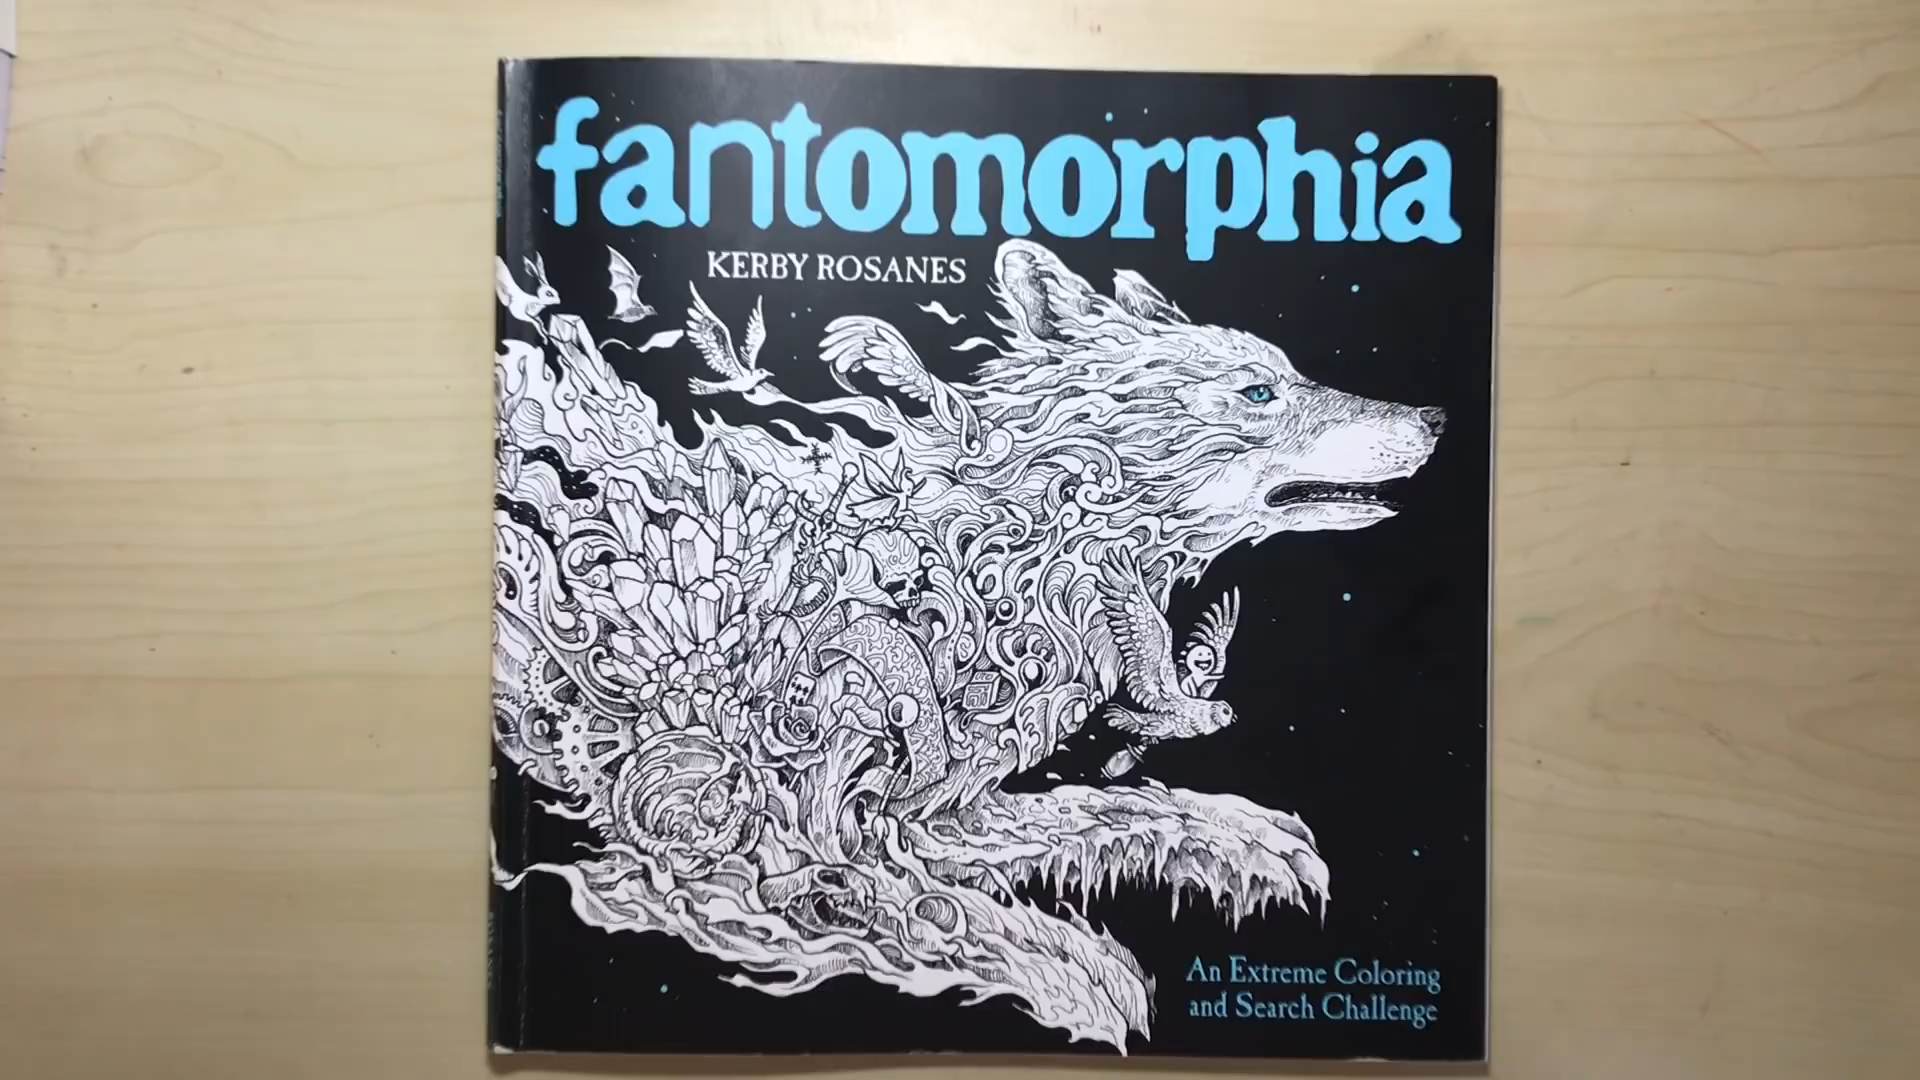 fantomorphia
KERBY ROSANES
An Extreme Coloring
and Search Challenge